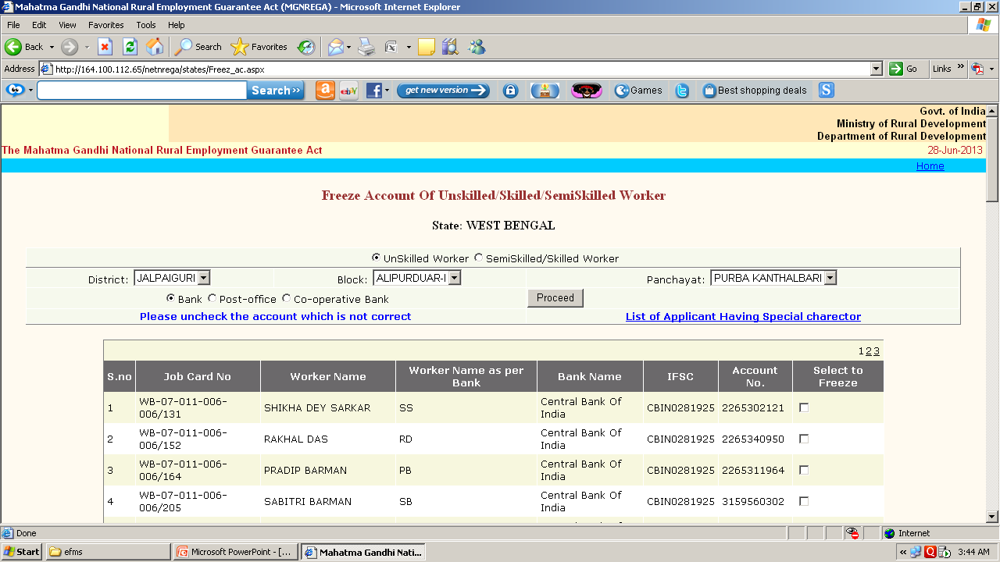 Mahatma Gandhi National Rural Employment Guarantee Act (MGNREGA) - Microsoft Internet Explorer
File Edit View Favorites Tools Help
Back Search Favorites
Address http://164.100.112.65/netnrega/states/Freez_ac.aspx Go Links »
Search >> a ebY f get new version Games Best shopping deals S
Govt. of India
Ministry of Rural Development
Department of Rural Development
The Mahatma Gandhi National Rural Employment Guarantee Act 28-Jun-2013
Home
Freeze Account Of Unskilled/Skilled/SemiSkilled Worker
State: WEST BENGAL
UnSkilled Worker SemiSkilled/Skilled Worker
District: JALPAIGURI Block: ALIPURDUAR-I Panchayat: PURBA KANTHALBARI
Bank Post-office Co-operative Bank Proceed
Please uncheck the account which is not correct List of Applicant Having Special charector
1 2 3
S.no Job Card No Worker Name Worker Name as per Bank Bank Name IFSC Account No. Select to Freeze
1 WB-07-011-006-006/131 SHIKHA DEY SARKAR SS Central Bank Of India CBIN0281925 2265302121
2 WB-07-011-006-006/152 RAKHAL DAS RD Central Bank Of India CBIN0281925 2265340950
3 WB-07-011-006-006/164 PRADIP BARMAN PB Central Bank Of India CBIN0281925 2265311964
4 WB-07-011-006-006/205 SABITRI BARMAN SB Central Bank Of India CBIN0281925 3159560302
Done Internet
Start efms Microsoft PowerPoint - [... Mahatma Gandhi Nati... « 3:44 AM